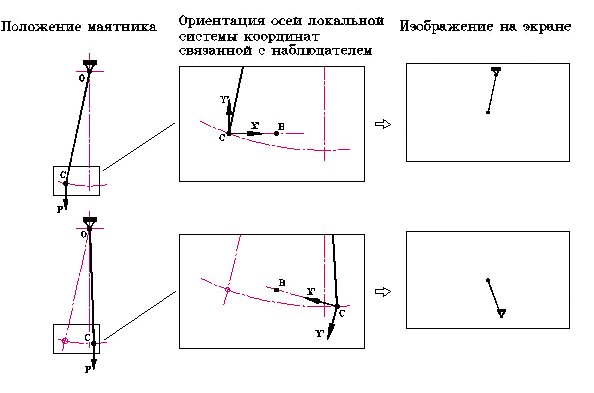 Положение маятника
Ориентация осей локальной
системы координат
связанной с наблюдателем
Изображение на экране
O
C
P
Y'
X'
B
C
O
C
P
B
X'
C
Y'